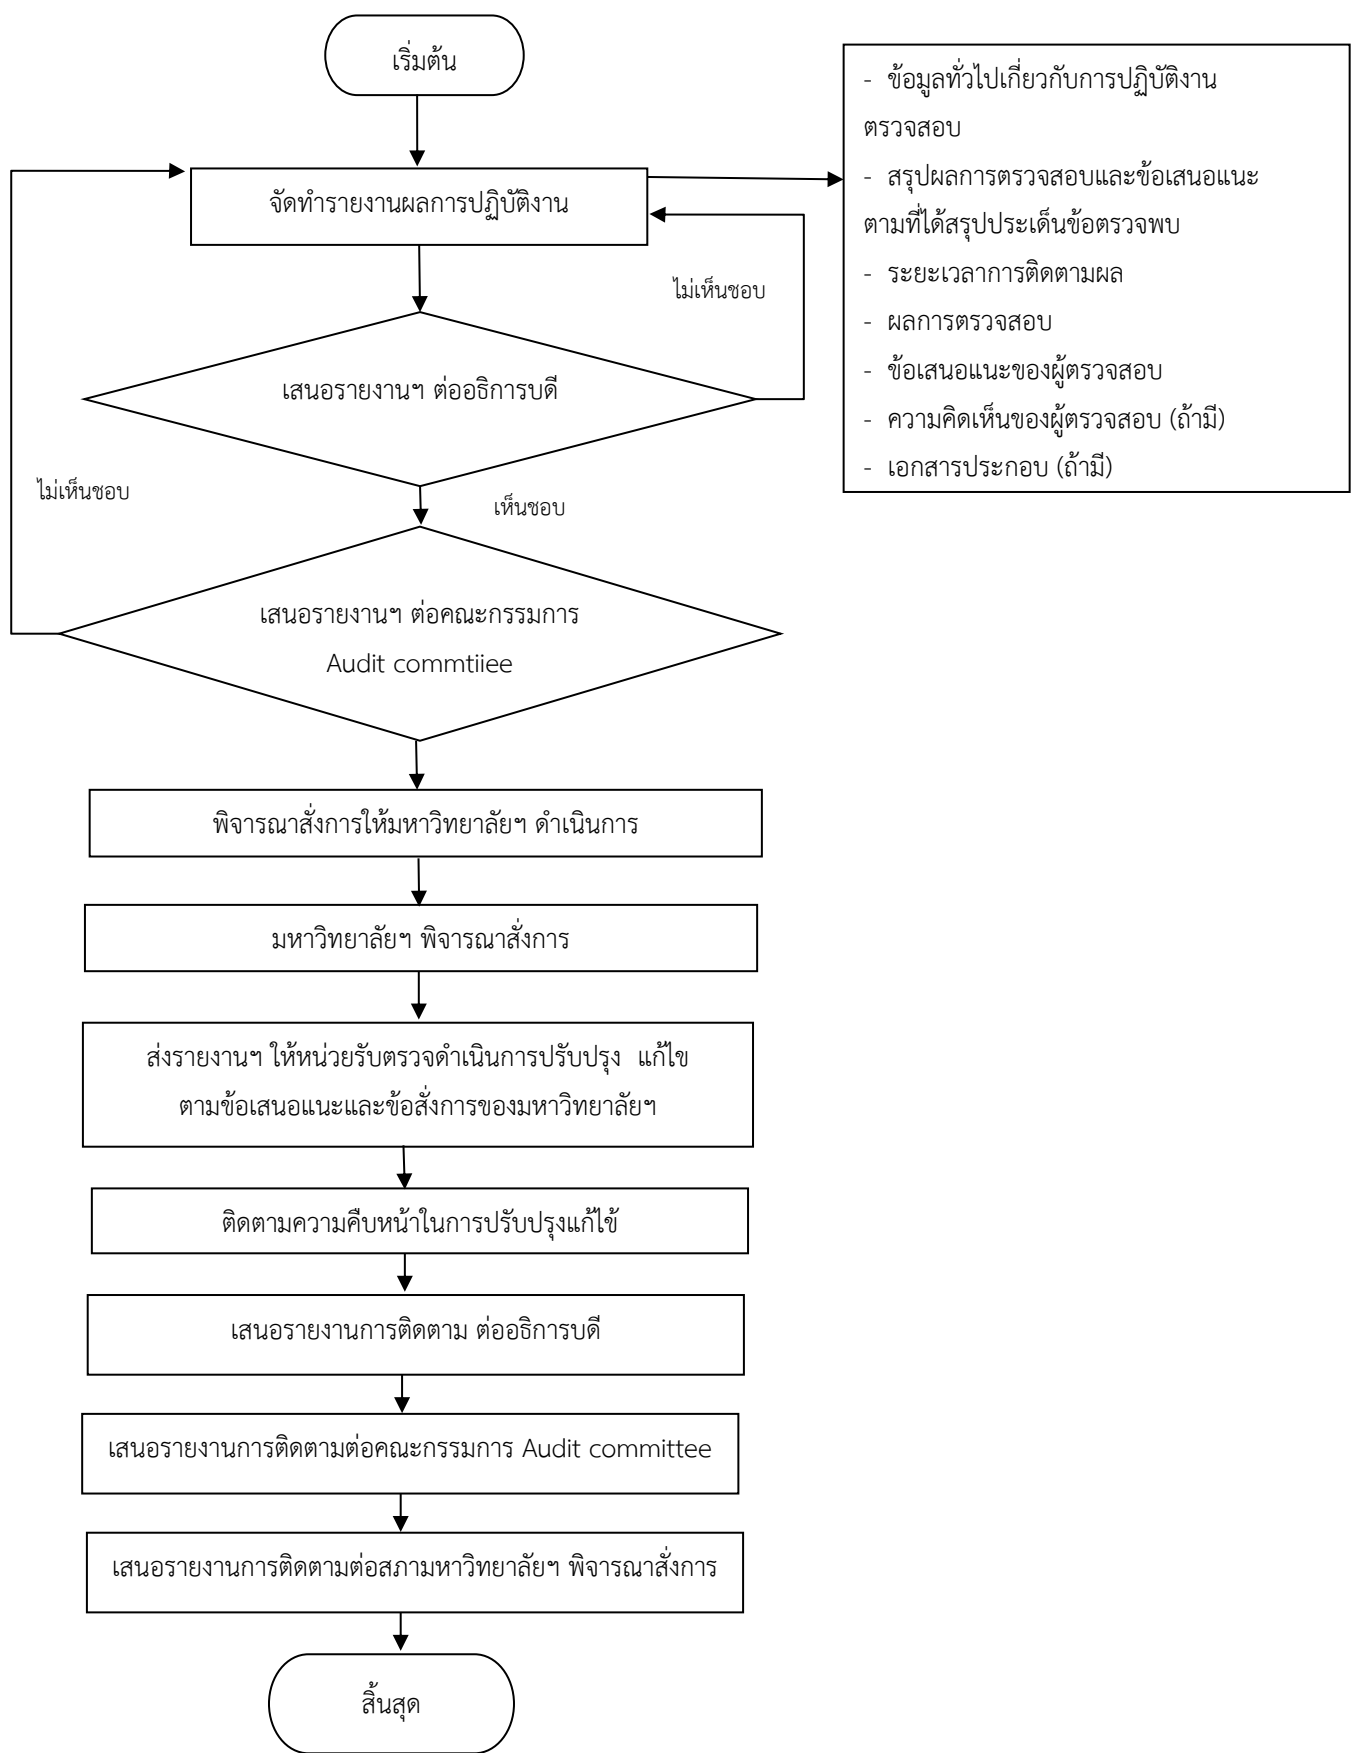 เริ่มต้น
- ข้อมูลทั่วไปเกี่ยวกับการปฏิบัติงาน
ตรวจสอบ
- สรุปผลการตรวจสอบและข้อเสนอแนะ
ตามที่ได้สรุปประเด็นข้อตรวจพบ
- ระยะเวลาการติดตามผล
- ผลการตรวจสอบ
- ข้อเสนอแนะของผู้ตรวจสอบ
- ความคิดเห็นของผู้ตรวจสอบ (ถ้ามี)
- เอกสารประกอบ (ถ้ามี)
จัดทำรายงานผลการปฏิบัติงาน
ไม่เห็นชอบ
เสนอรายงานฯ ต่ออธิการบดี
ไม่เห็นชอบ
เห็นชอบ
เสนอรายงานฯ ต่อคณะกรรมการ
Audit commtiiee
พิจารณาสั่งการให้มหาวิทยาลัยฯ ดำเนินการ
มหาวิทยาลัยฯ พิจารณาสั่งการ
ส่งรายงานฯ ให้หน่วยรับตรวจดำเนินการปรับปรุง แก้ไข
ตามข้อเสนอแนะและข้อสั่งการของมหาวิทยาลัยฯ
ติดตามความคืบหน้าในการปรับปรุงแก้ไข้
เสนอรายงานการติดตาม ต่ออธิการบดี
เสนอรายงานการติดตามต่อคณะกรรมการ Audit committee
เสนอรายงานการติดตามต่อสภามหาวิทยาลัยฯ พิจารณาสั่งการ
สิ้นสุด